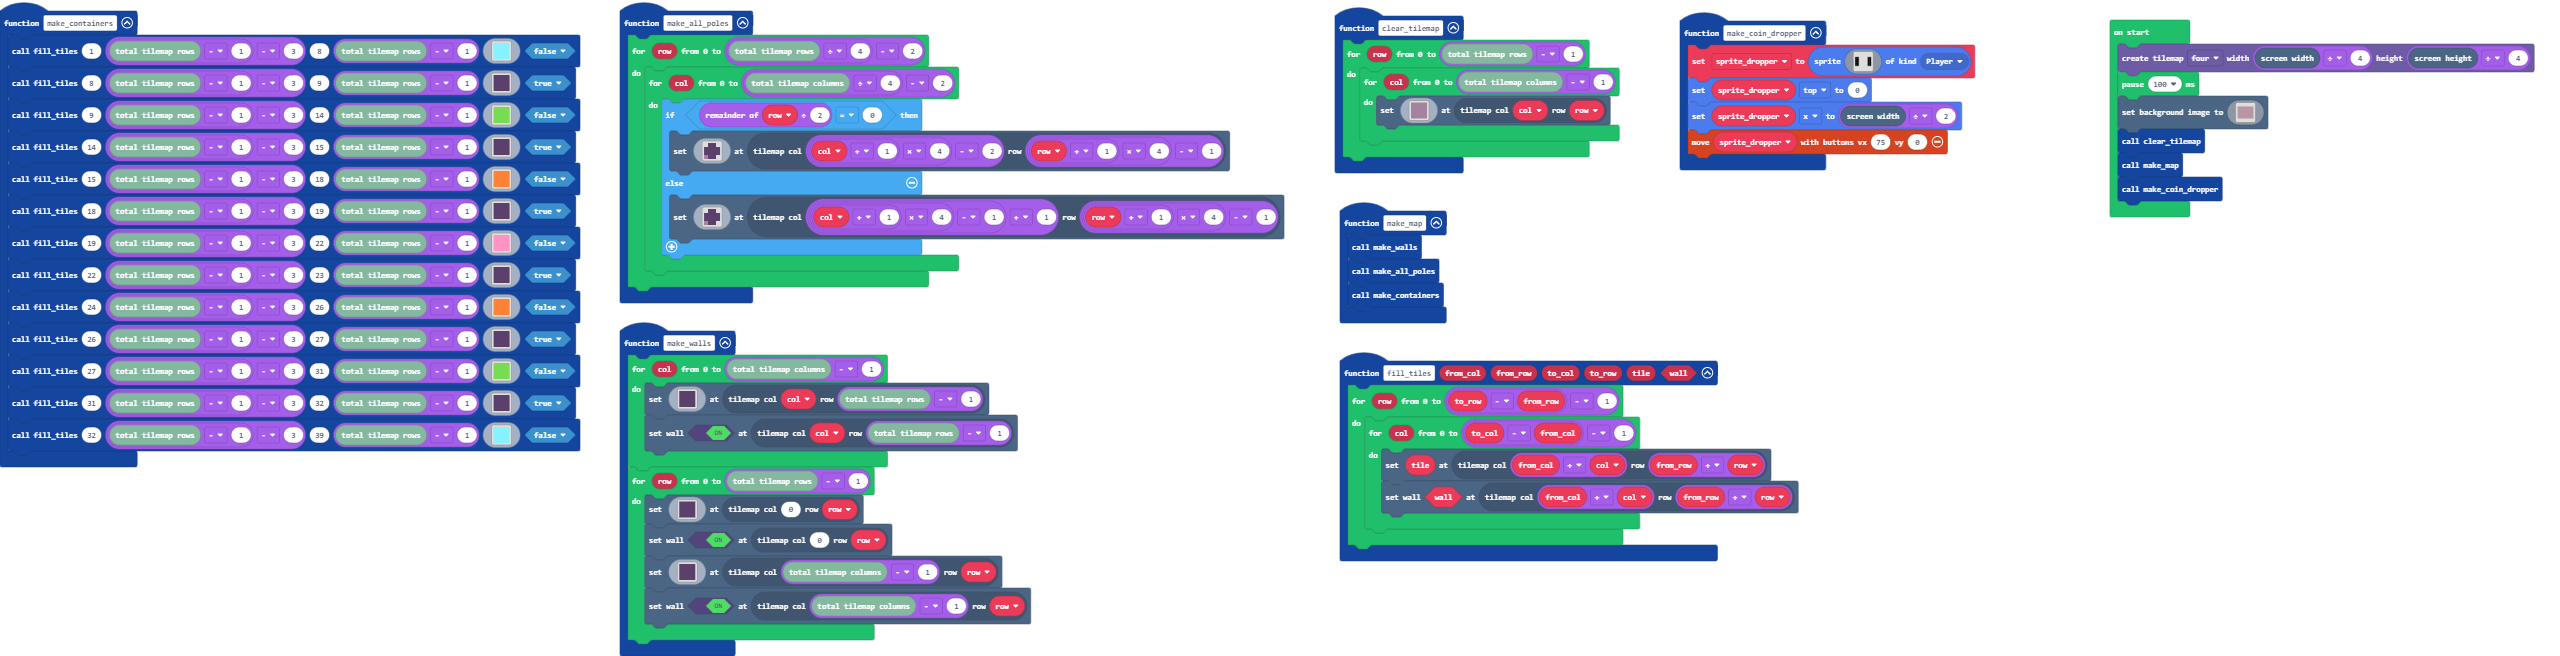 function make_containers
call fill_tiles 1 total tilemap rows - 1 - 3 8 total tilemap rows - 1 false
call fill_tiles 8 total tilemap rows - 1 - 3 9 total tilemap rows - 1 true
call fill_tiles 9 total tilemap rows - 1 - 3 14 total tilemap rows - 1 false
call fill_tiles 14 total tilemap rows - 1 - 3 15 total tilemap rows - 1 true
call fill_tiles 15 total tilemap rows - 1 - 3 18 total tilemap rows - 1 false
call fill_tiles 18 total tilemap rows - 1 - 3 19 total tilemap rows - 1 true
call fill_tiles 19 total tilemap rows - 1 - 3 22 total tilemap rows - 1 false
call fill_tiles 22 total tilemap rows - 1 - 3 23 total tilemap rows - 1 true
call fill_tiles 24 total tilemap rows - 1 - 3 26 total tilemap rows - 1 false
call fill_tiles 26 total tilemap rows - 1 - 3 27 total tilemap rows - 1 true
call fill_tiles 27 total tilemap rows - 1 - 3 31 total tilemap rows - 1 false
call fill_tiles 31 total tilemap rows - 1 - 3 32 total tilemap rows - 1 true
call fill_tiles 32 total tilemap rows - 1 - 3 39 total tilemap rows - 1 false
function make_all_poles
for row from 0 to total tilemap rows ÷ 4 - 2
do
for col from 0 to total tilemap columns ÷ 4 - 2
do
if remainder of row ÷ 2 = 0 then
set at tilemap col col + 1 × 4 - 2 row row + 1 × 4 - 1
else
set at tilemap col col + 1 × 4 - 1 + 1 row row + 1 × 4 - 1
function make_walls
for col from 0 to total tilemap columns - 1
do
set at tilemap col col row total tilemap rows - 1
set wall ON at tilemap col col row total tilemap rows - 1
for row from 0 to total tilemap rows - 1
do
set at tilemap col 0 row row
set wall ON at tilemap col 0 row row
set at tilemap col total tilemap columns - 1 row row
set wall ON at tilemap col total tilemap columns - 1 row row
function clear_tilemap
for row from 0 to total tilemap rows - 1
do
for col from 0 to total tilemap columns - 1
do
set at tilemap col col row row
function make_map
call make_walls
call make_all_poles
call make_containers
function fill_tiles from_col from_row to_col to_row tile wall
for row from 0 to to_row - from_row - 1
do
for col from 0 to to_col - from_col - 1
do
set tile at tilemap col from_col + col row from_row + row
set wall wall at tilemap col from_col + col row from_row + row
function make_coin_dropper
set sprite_dropper to sprite of kind Player
set sprite_dropper top to 0
set sprite_dropper x to screen width ÷ 2
move sprite_dropper with buttons vx 75 vy 0
on start
create tilemap four width screen width ÷ 4 height screen height ÷ 4
pause 100 ms
set background image to
call clear_tilemap
call make_map
call make_coin_dropper